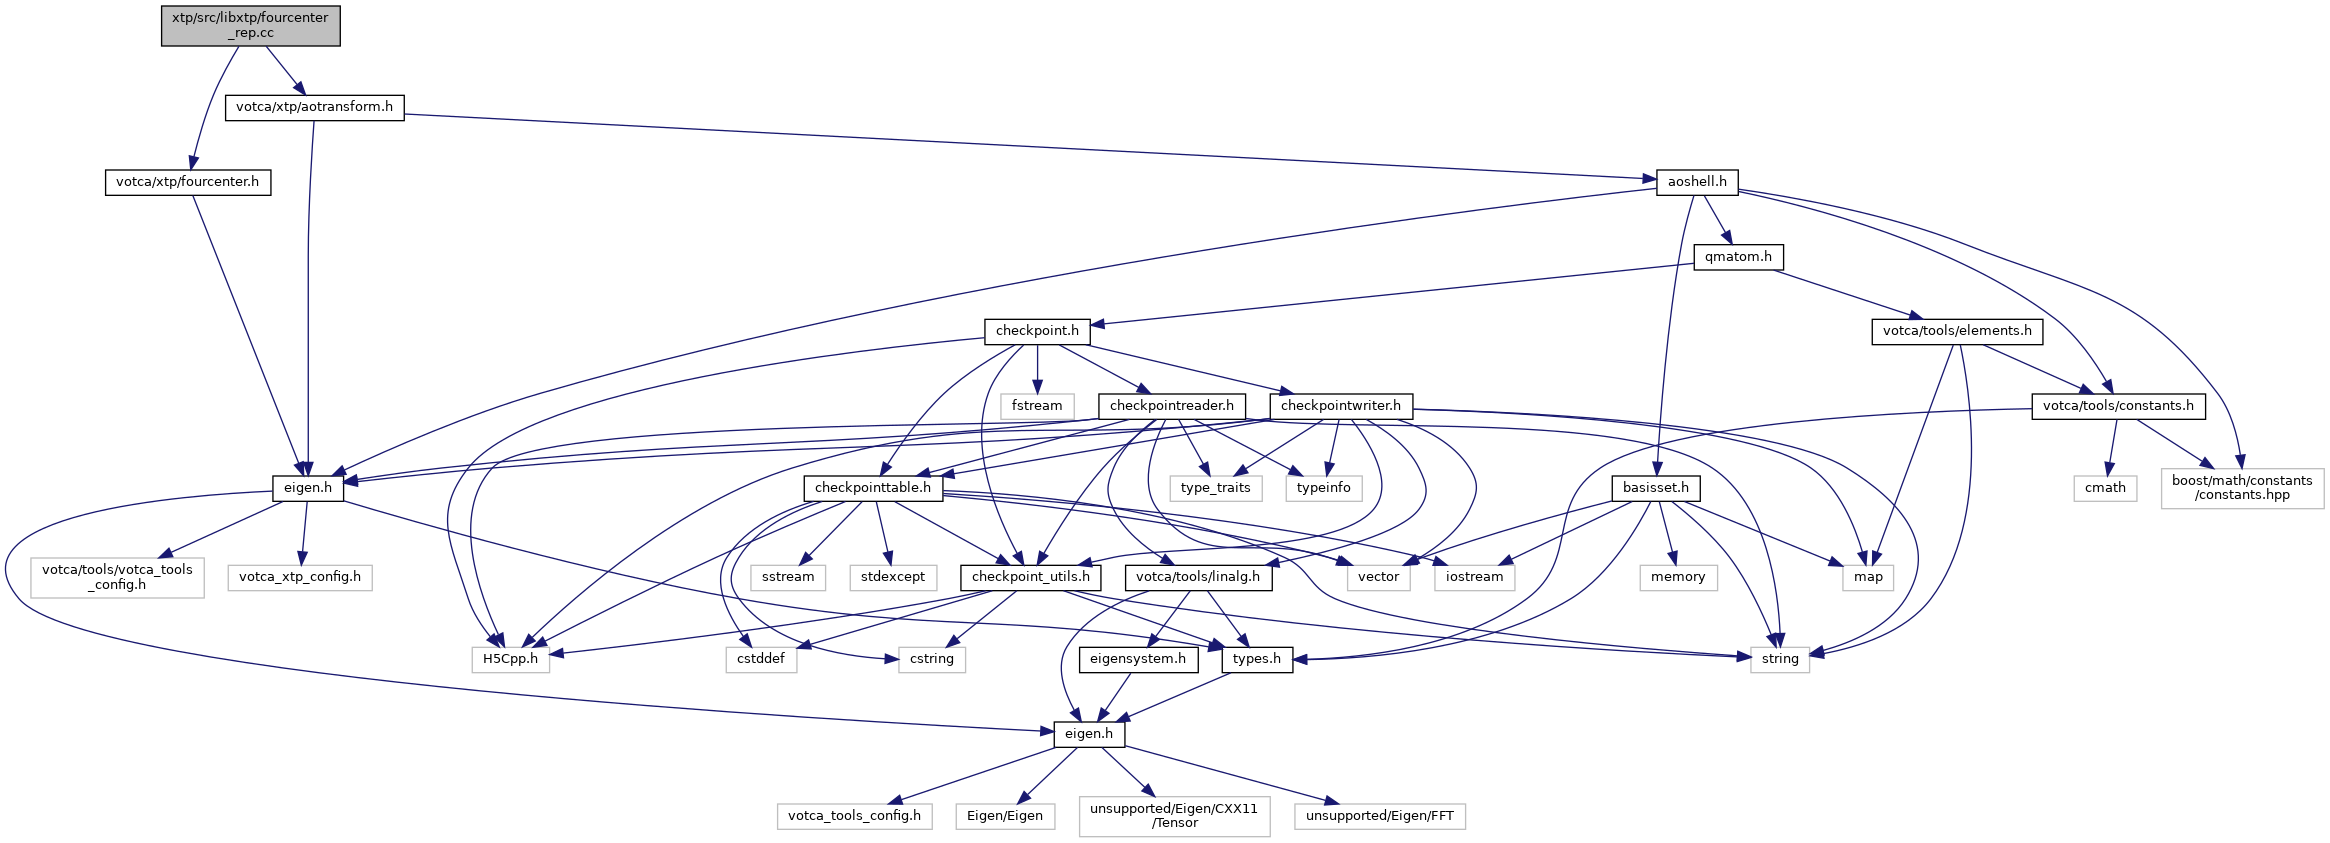 xtp/src/libxtp/fourcenter
_rep.cc
votca/xtp/aotransform.h
votca/xtp/fourcenter.h
aoshell.h
qmatom.h
checkpoint.h
votca/tools/elements.h
fstream
checkpointreader.h
checkpointwriter.h
votca/tools/constants.h
eigen.h
checkpointtable.h
type_traits
typeinfo
basisset.h
cmath
boost/math/constants
/constants.hpp
votca/tools/votca_tools
_config.h
votca_xtp_config.h
sstream
stdexcept
checkpoint_utils.h
votca/tools/linalg.h
vector
iostream
memory
map
H5Cpp.h
cstddef
cstring
eigensystem.h
types.h
string
eigen.h
votca_tools_config.h
Eigen/Eigen
unsupported/Eigen/CXX11
/Tensor
unsupported/Eigen/FFT